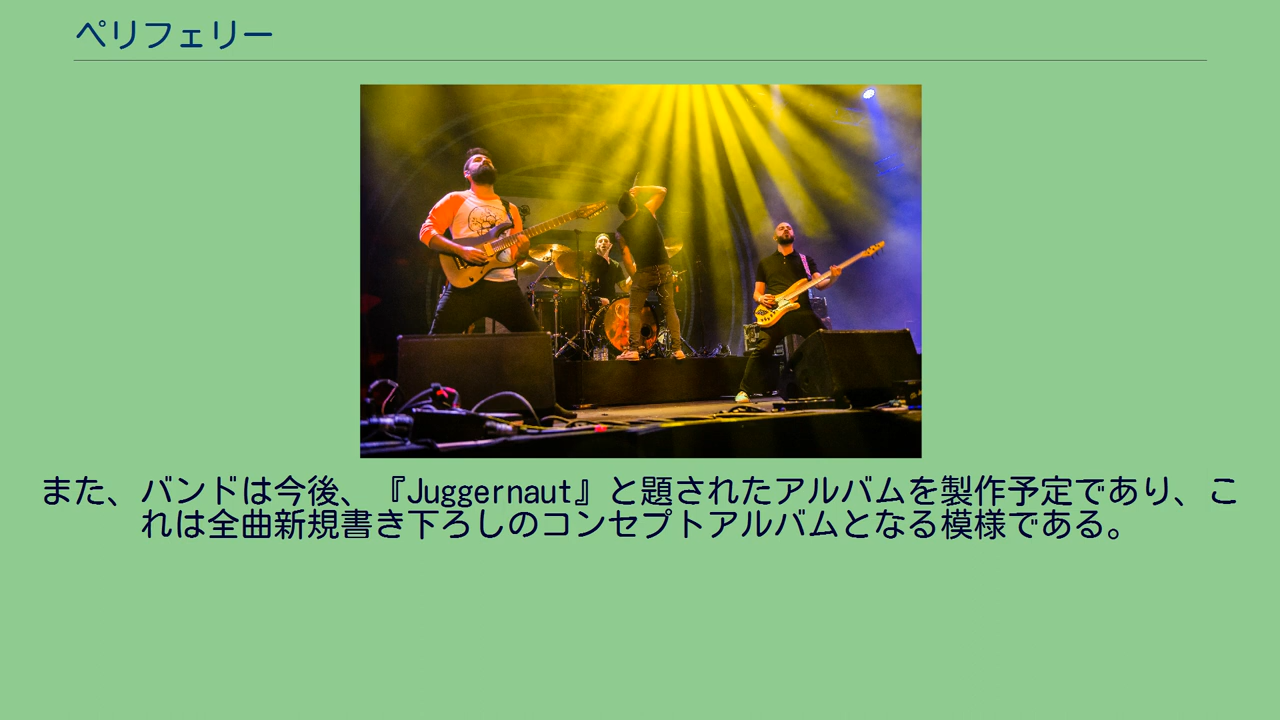 ペリフェリー
また、バンドは今後、『Juggernaut』と題されたアルバムを製作予定であり、こ
れは全曲新規書き下ろしのコンセプトアルバムとなる模様である。